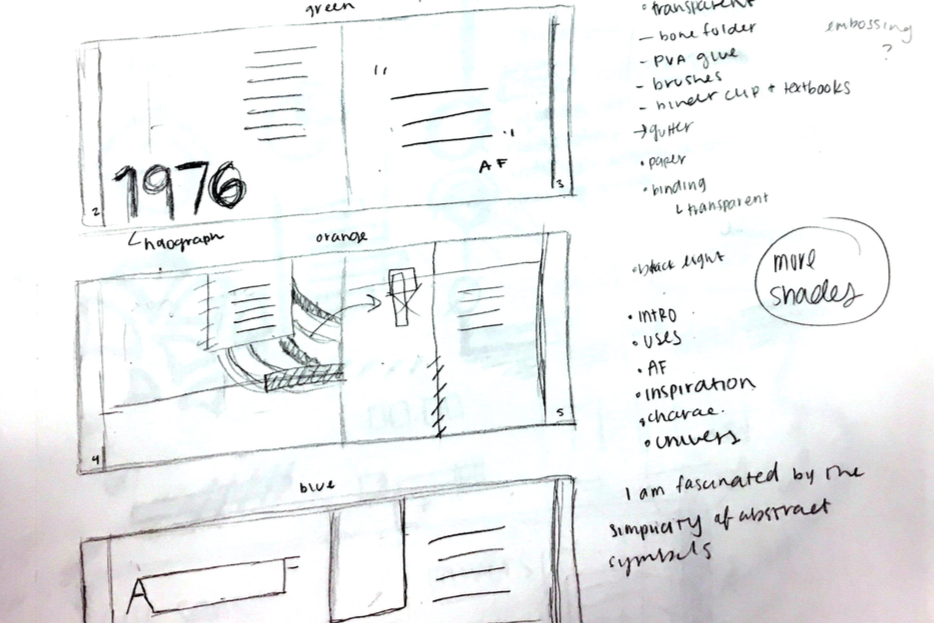 green
1976
2
"
"
AF
3
holograph
orange
4
5
blue
A
transparent
- bone folder
- PVA glue
- brushes
- binder clip + textbooks
→ gutter
• paper
• binding
transparent
embossing
?
• black light
more
shades
• INTRO
• USES
• AF
• Inspiration
• charac.
• univers
I am fascinated by the
simplicity of abstract
symbols